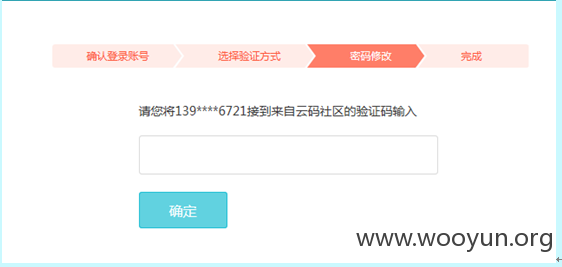 确认登录账号 选择验证方式 密码修改 完成
请您将139****6721接到来自云码社区的验证码输入
确定
www.wooyun.org